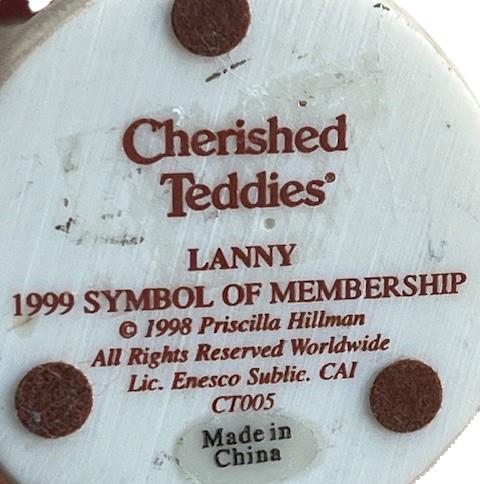 Cherished
Teddies®
LANNY
1999 SYMBOL OF MEMBERSHIP
© 1998 Priscilla Hillman
All Rights Reserved Worldwide
Lic. Enesco Sublic. CAI
CT005
Made in
China